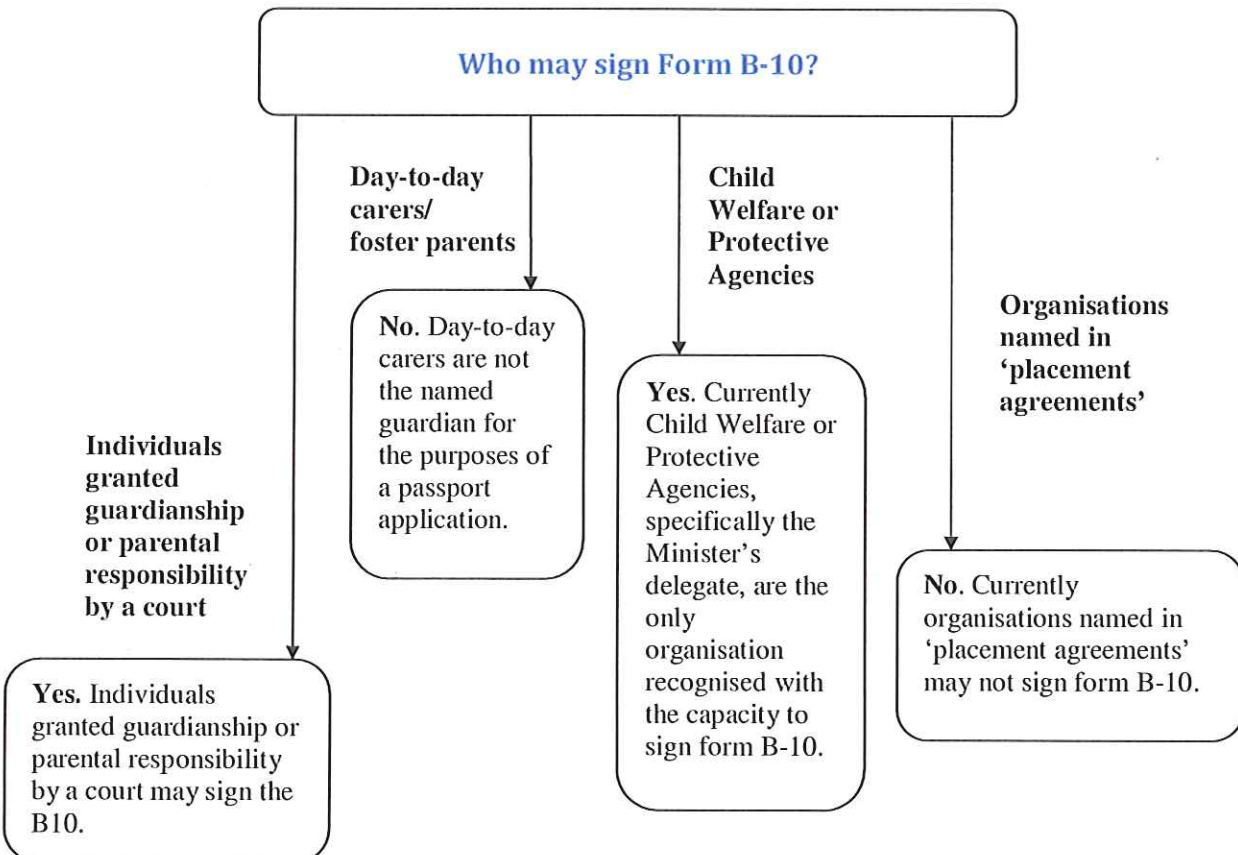 Who may sign Form B-10?
Individuals
granted
guardianship
or parental
responsibility
by a court
Yes. Individuals
granted guardianship or
parental responsibility
by a court may sign the
B10.
Day-to-day
carers/
foster parents
No. Day-to-day
carers are not
the named
guardian for
the purposes of
a passport
application.
Child
Welfare or
Protective
Agencies
Yes. Currently
Child Welfare or
Protective
Agencies,
specifically the
Minister’s
delegate, are the
only
organisation
recognised with
the capacity to
sign form B-10.
Organisations
named in
‘placement
agreements’
No. Currently
organisations named in
‘placement agreements’
may not sign form B-10.